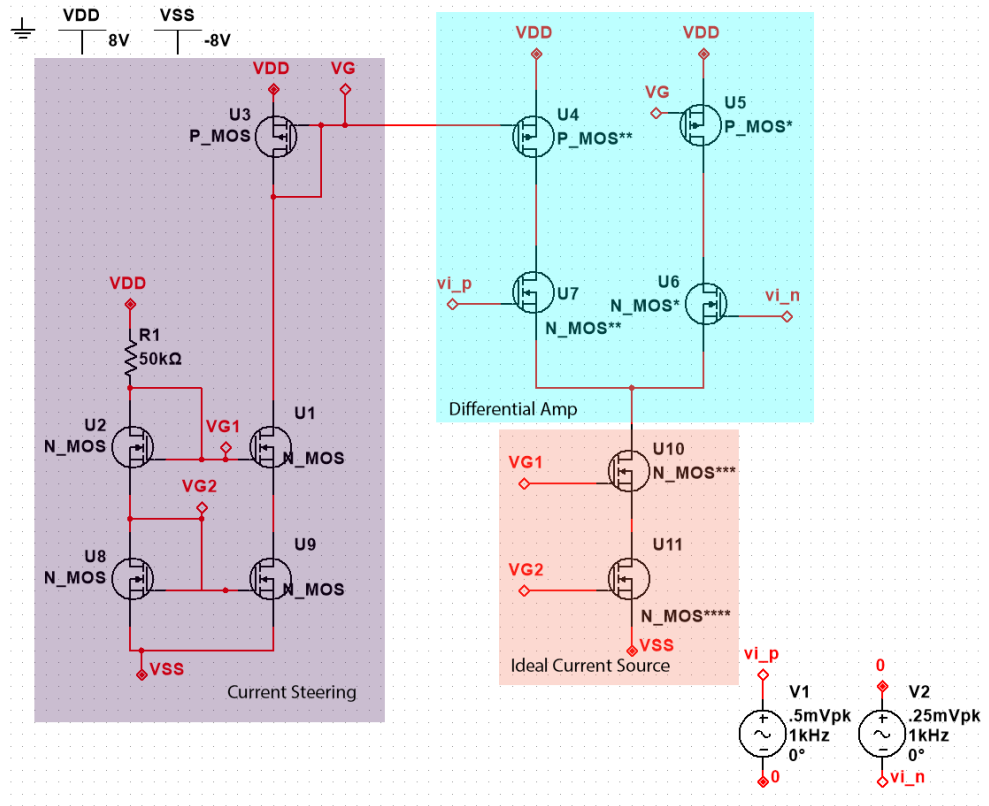 VDD
8V
VSS
-8V
VDD
VG
U3
P_MOS
VDD
R1
50kΩ
U2
N_MOS
VG1
U1
N_MOS
VG2
U8
N_MOS
U9
N_MOS
VSS
Current Steering
VDD
VDD
U4
P_MOS**
VG
U5
P_MOS*
vi_p
U7
N_MOS**
U6
N_MOS*
vi_n
Differential Amp
VG1
U10
N_MOS***
VG2
U11
N_MOS****
VSS
Ideal Current Source
vi_p
V1
.5mVpk
1kHz
0°
0
0
V2
.25mVpk
1kHz
0°
vi_n